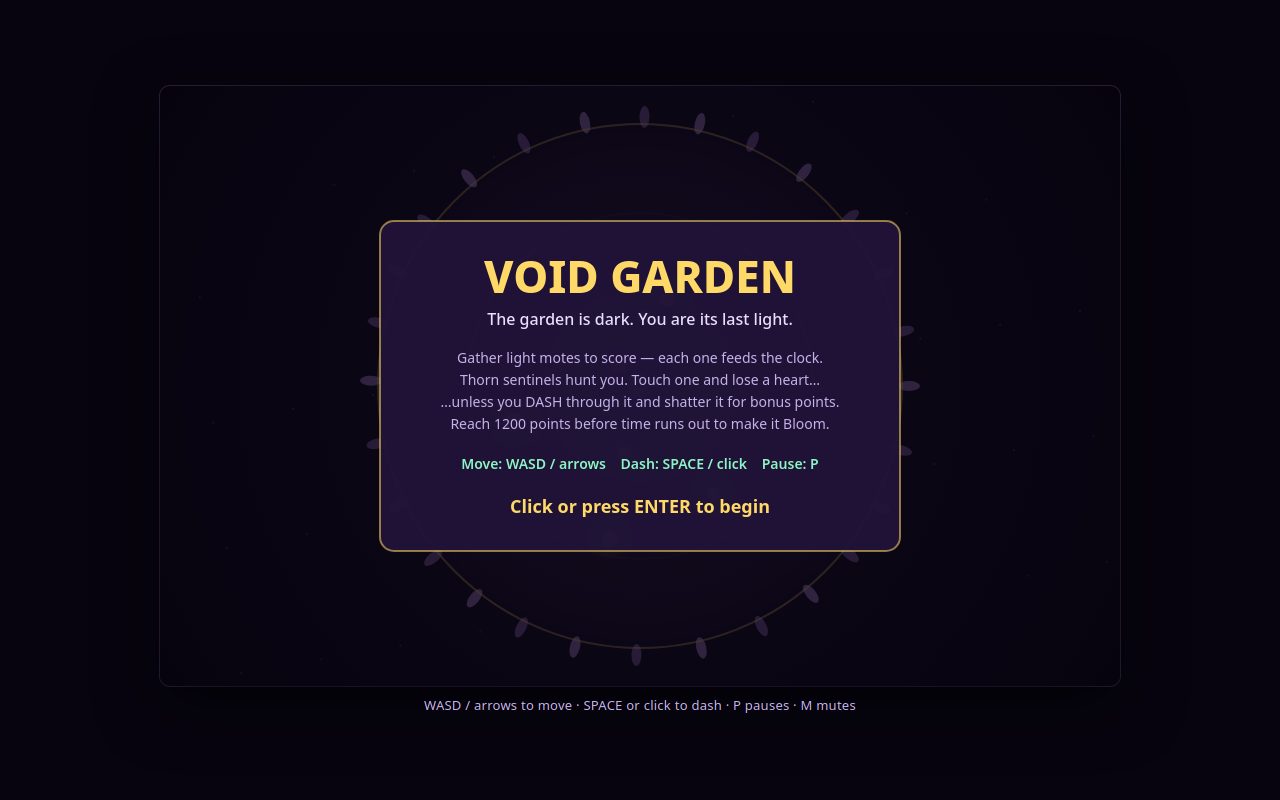 VOID GARDEN
The garden is dark. You are its last light.
Gather light motes to score — each one feeds the clock.
Thorn sentinels hunt you. Touch one and lose a heart…
…unless you DASH through it and shatter it for bonus points.
Reach 1200 points before time runs out to make it Bloom.
Move: WASD / arrows Dash: SPACE / click Pause: P
Click or press ENTER to begin
WASD / arrows to move · SPACE or click to dash · P pauses · M mutes